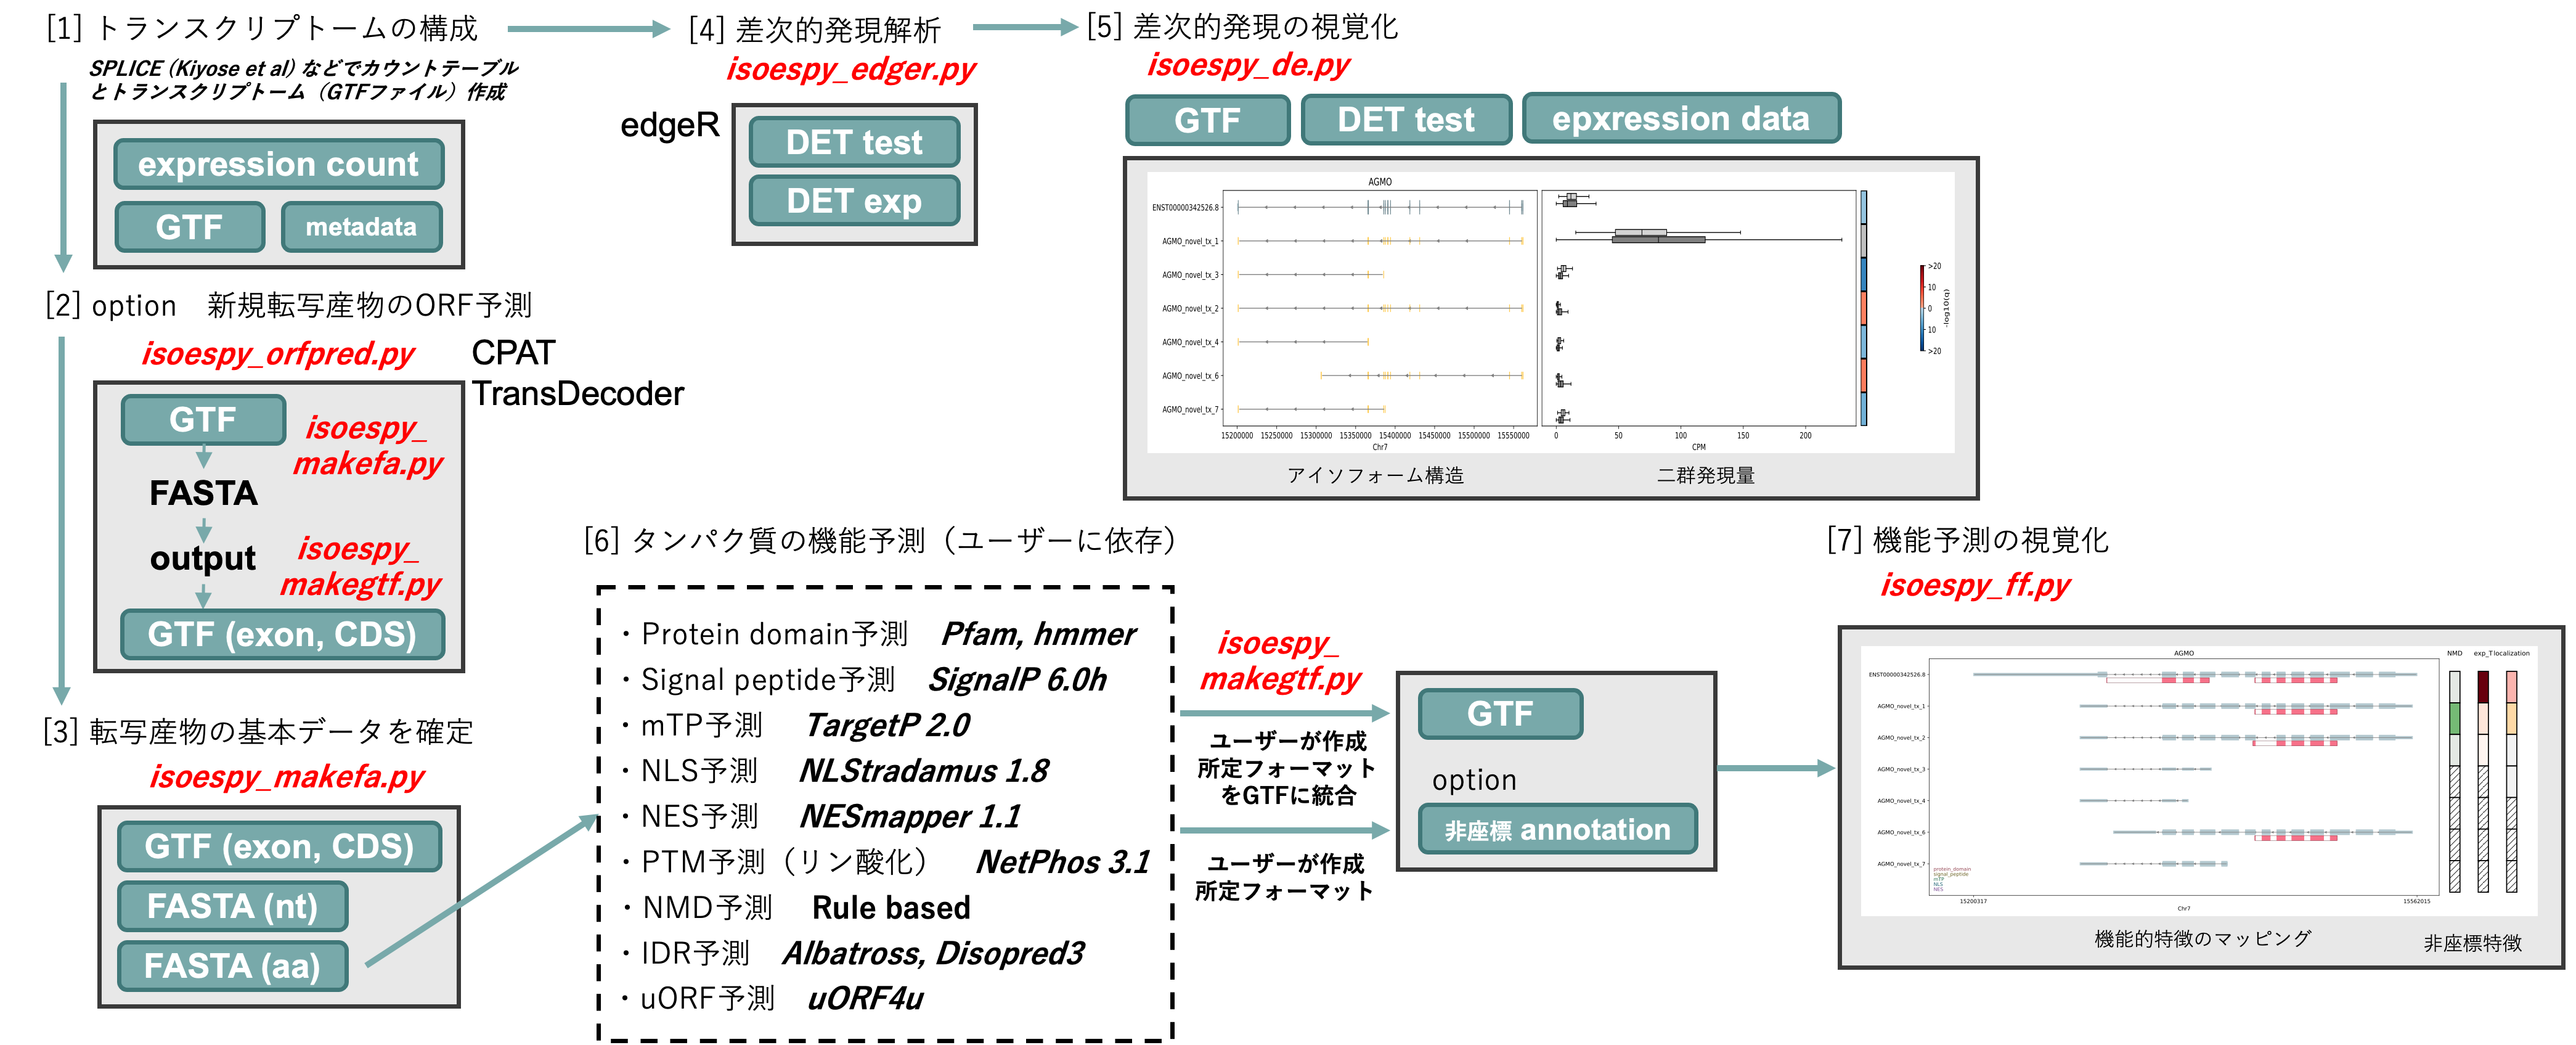 [1] トランスクリプトームの構成
SPLICE (Kiyose et al) などでカウントテーブル
とトランスクリプトーム（GTFファイル）作成
expression count
GTF
metadata
[2] option　新規転写産物のORF予測
isoespy_orfpred.py
CPAT
TransDecoder
GTF
isoespy_
makefa.py
FASTA
output
isoespy_
makegtf.py
GTF (exon, CDS)
[3] 転写産物の基本データを確定
isoespy_makefa.py
GTF (exon, CDS)
FASTA (nt)
FASTA (aa)
[4] 差次的発現解析
isoespy_edger.py
edgeR
DET test
DET exp
[5] 差次的発現の視覚化
isoespy_de.py
GTF
DET test
epxression data
AGMO
ENST00000342526.8
AGMO_novel_tx_1
AGMO_novel_tx_3
AGMO_novel_tx_2
AGMO_novel_tx_4
AGMO_novel_tx_6
AGMO_novel_tx_7
15200000 15250000 15300000 15350000 15400000 15450000 15500000 15550000
Chr7
0 50 100 150 200
CPM
>20
10
0
10
>20
-log10(q)
アイソフォーム構造
二群発現量
[6] タンパク質の機能予測（ユーザーに依存）
・Protein domain予測　Pfam, hmmer
・Signal peptide予測　SignalP 6.0h
・mTP予測　TargetP 2.0
・NLS予測　NLStradamus 1.8
・NES予測　NESmapper 1.1
・PTM予測（リン酸化）　NetPhos 3.1
・NMD予測　Rule based
・IDR予測　Albatross, Disopred3
・uORF予測　uORF4u
isoespy_
makegtf.py
ユーザーが作成
所定フォーマット
をGTFに統合
ユーザーが作成
所定フォーマット
GTF
option
非座標 annotation
[7] 機能予測の視覚化
isoespy_ff.py
AGMO
NMD
exp_T
localization
ENST00000342526.8
AGMO_novel_tx_1
AGMO_novel_tx_2
AGMO_novel_tx_3
AGMO_novel_tx_4
AGMO_novel_tx_6
AGMO_novel_tx_7
protein_domain
signal_peptide
mTP
NLS
NES
15200317
15562015
Chr7
機能的特徴のマッピング
非座標特徴